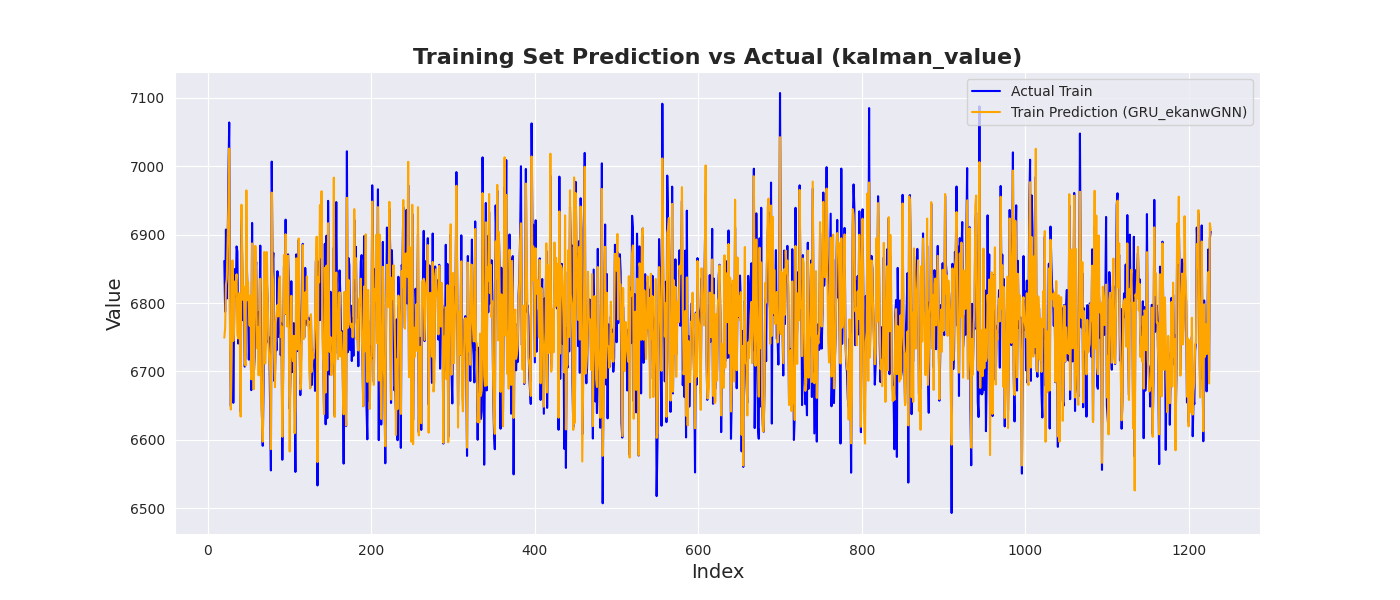 Training Set Prediction vs Actual (kalman_value)
Actual Train
Train Prediction (GRU_ekanwGNN)
Value
7100
7000
6900
6800
6700
6600
6500
0 200 400 600 800 1000 1200
Index